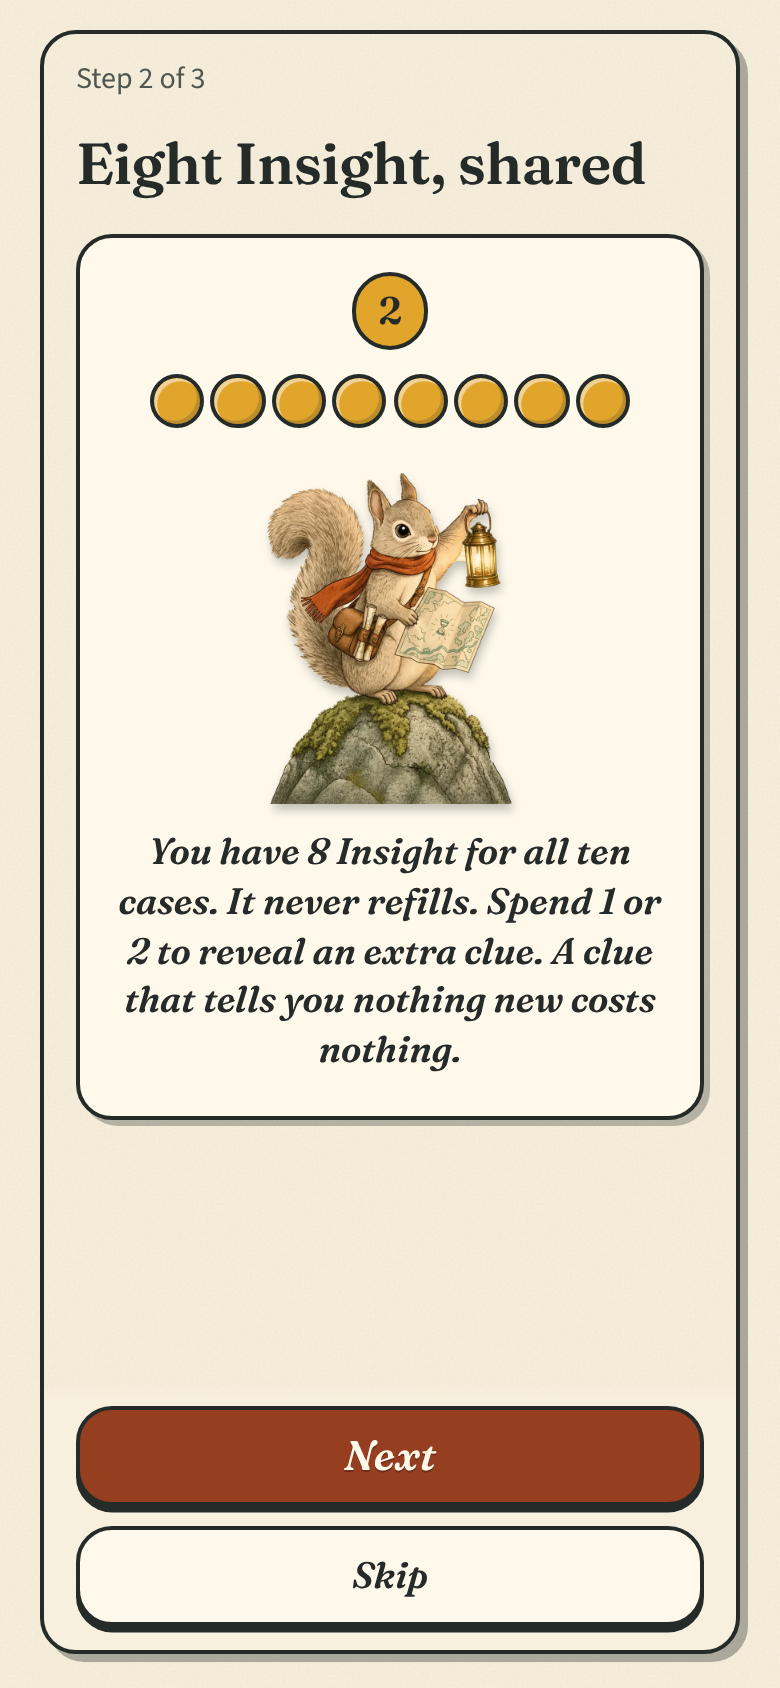 Step 2 of 3
Eight Insight, shared
2
You have 8 Insight for all ten
cases. It never refills. Spend 1 or
2 to reveal an extra clue. A clue
that tells you nothing new costs
nothing.
Next
Skip